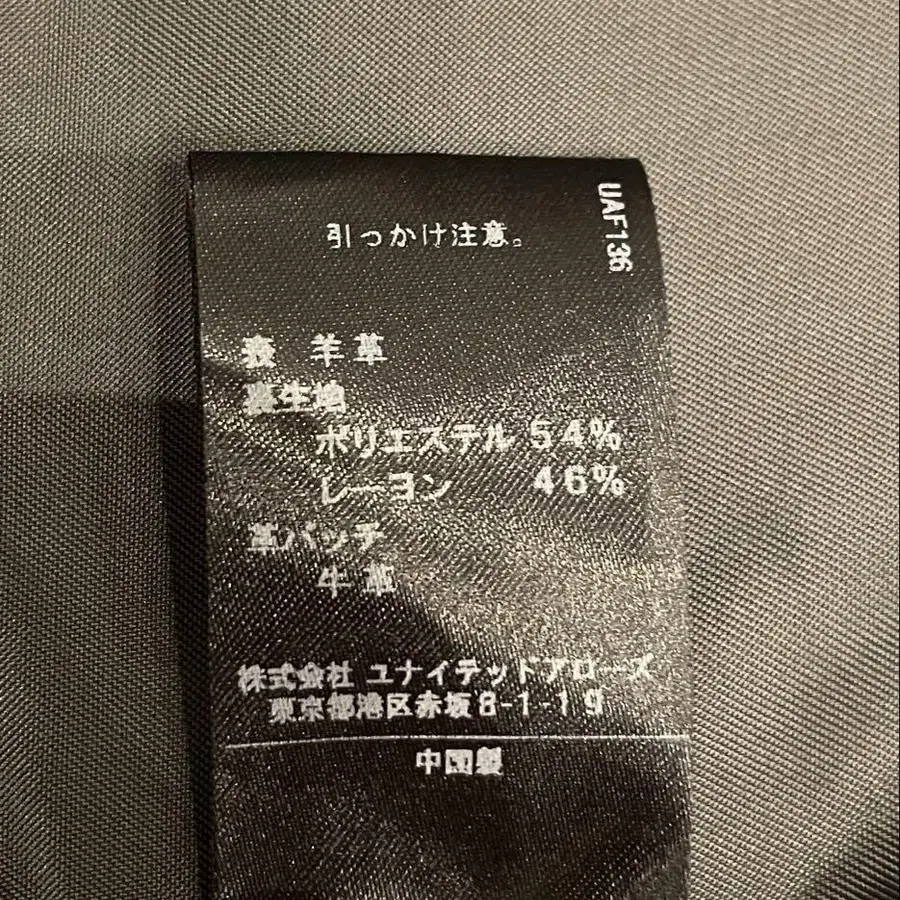 UAF136
引っかけ注意。
表 羊革
裏生地
ポリエステル 54%
レーヨン 46%
革パッチ
牛革
株式会社 ユナイテッドアローズ
東京都港区赤坂8-1-19
中国製